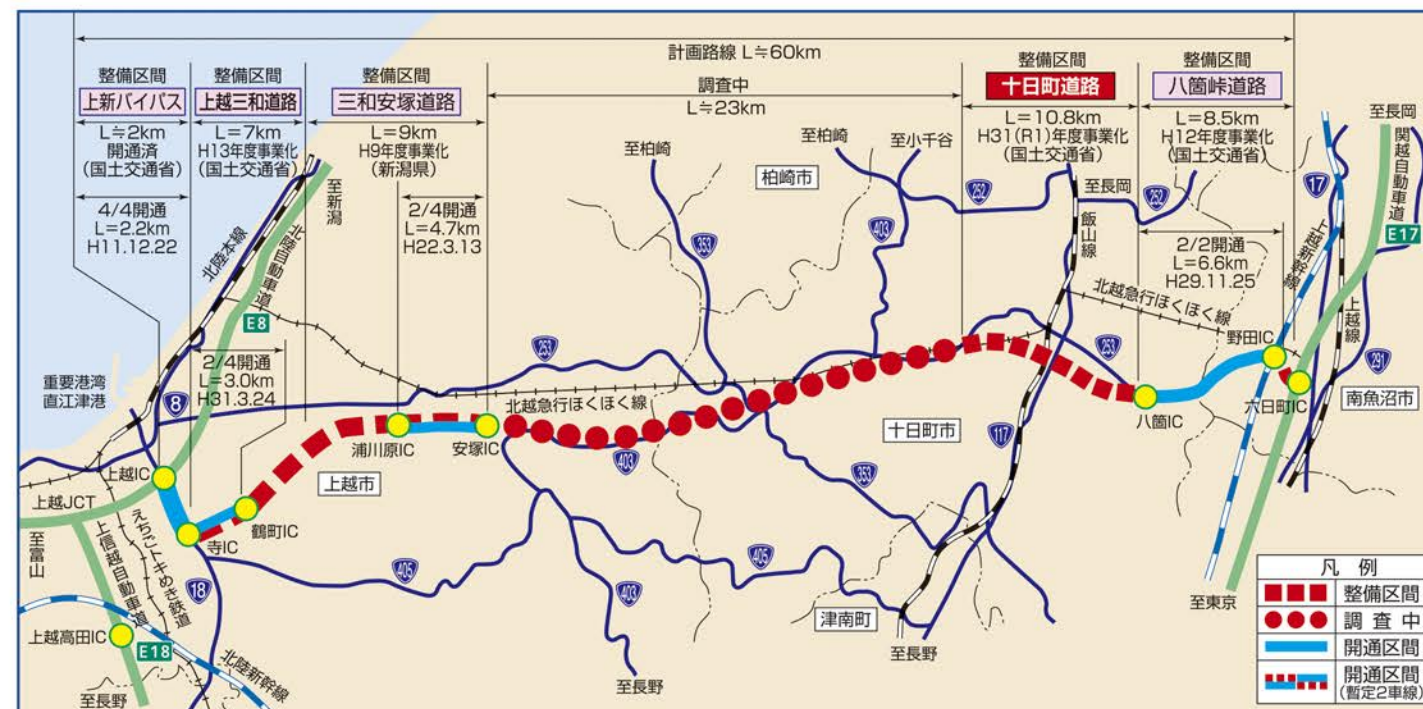 計画路線 L≒60km
整備区間
上新バイパス
L≒2km
開通済
(国土交通省)
4/4開通
L=2.2km
H11.12.22
整備区間
上越三和道路
L=7km
H13年度事業化
(国土交通省)
整備区間
三和安塚道路
L=9km
H9年度事業化
(新潟県)
2/4開通
L=4.7km
H22.3.13
調査中
L≒23km
整備区間
十日町道路
L=10.8km
H31(R1)年度事業化
(国土交通省)
整備区間
八箇峠道路
L=8.5km
H12年度事業化
(国土交通省)
2/2開通
L=6.6km
H29.11.25
至新潟
北陸本線
北陸自動車道
E8
2/4開通
L=3.0km
H31.3.24
重要港湾
直江津港
8
至柏崎
353
柏崎市
至柏崎
至小千谷
403
252
至長岡
252
飯山線
17
至長岡
関越自動車道
E17
上越新幹線
上越線
291
北越急行ほくほく線
野田IC
六日町IC
南魚沼市
253
253
北越急行ほくほく線
浦川原IC
安塚IC
403
八箇IC
十日町市
117
353
上越市
上越IC
上越JCT
鶴町IC
寺IC
至富山
上信越自動車道
えちごトキめき鉄道
18
405
403
405
津南町
至長野
至長野
至東京
上越高田IC
E18
北陸新幹線
至長野
凡 例
整備区間
調 査 中
開通区間
開通区間
(暫定2車線)